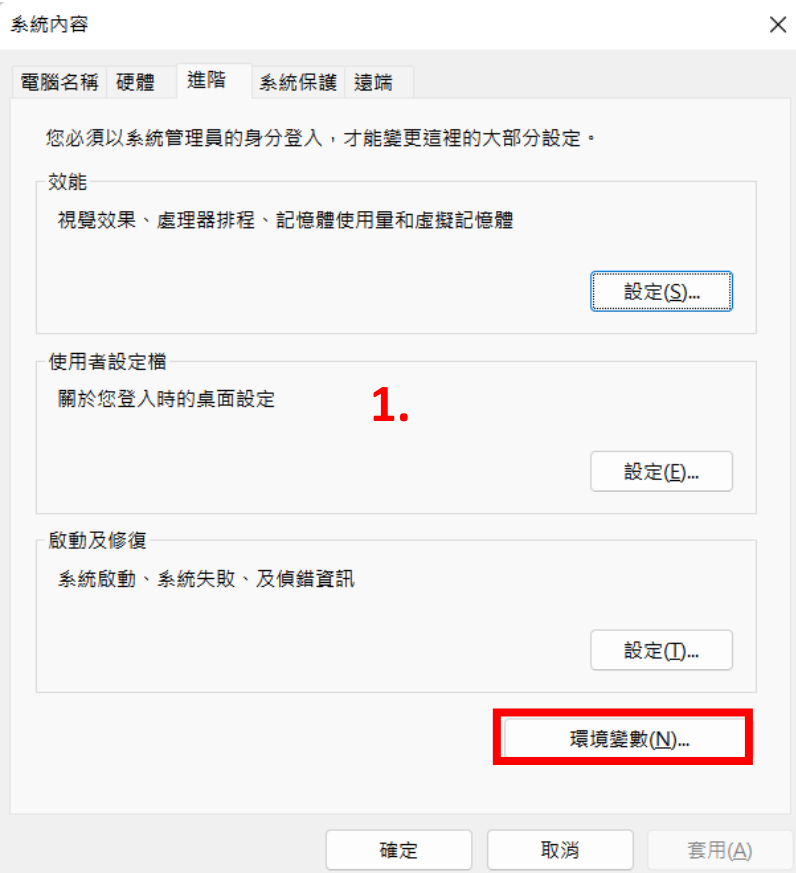 系統內容
電腦名稱 硬體 進階 系統保護 遠端
您必須以系統管理員的身分登入，才能變更這裡的大部分設定。
效能
視覺效果、處理器排程、記憶體使用量和虛擬記憶體
設定(S)...
使用者設定檔
關於您登入時的桌面設定
1.
設定(E)...
啟動及修復
系統啟動、系統失敗、及偵錯資訊
設定(T)...
環境變數(N)...
確定 取消 套用(A)